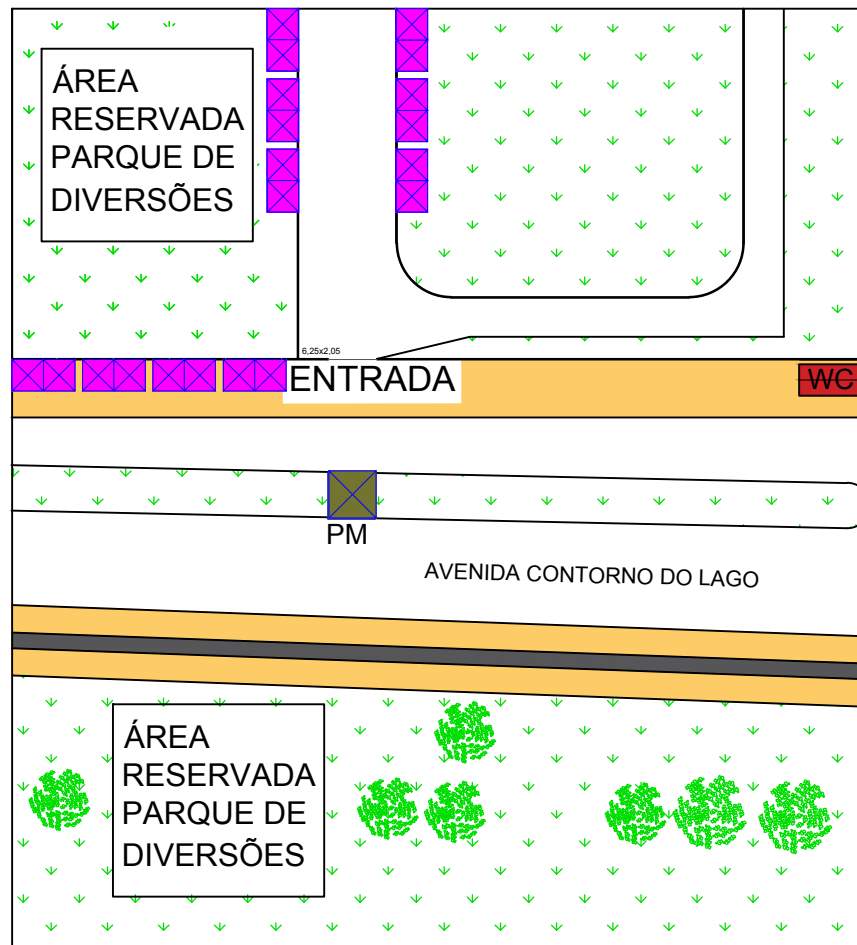 ÁREA
RESERVADA
PARQUE DE
DIVERSÕES
6,25x2,05
ENTRADA
WC
PM
AVENIDA CONTORNO DO LAGO
ÁREA
RESERVADA
PARQUE DE
DIVERSÕES